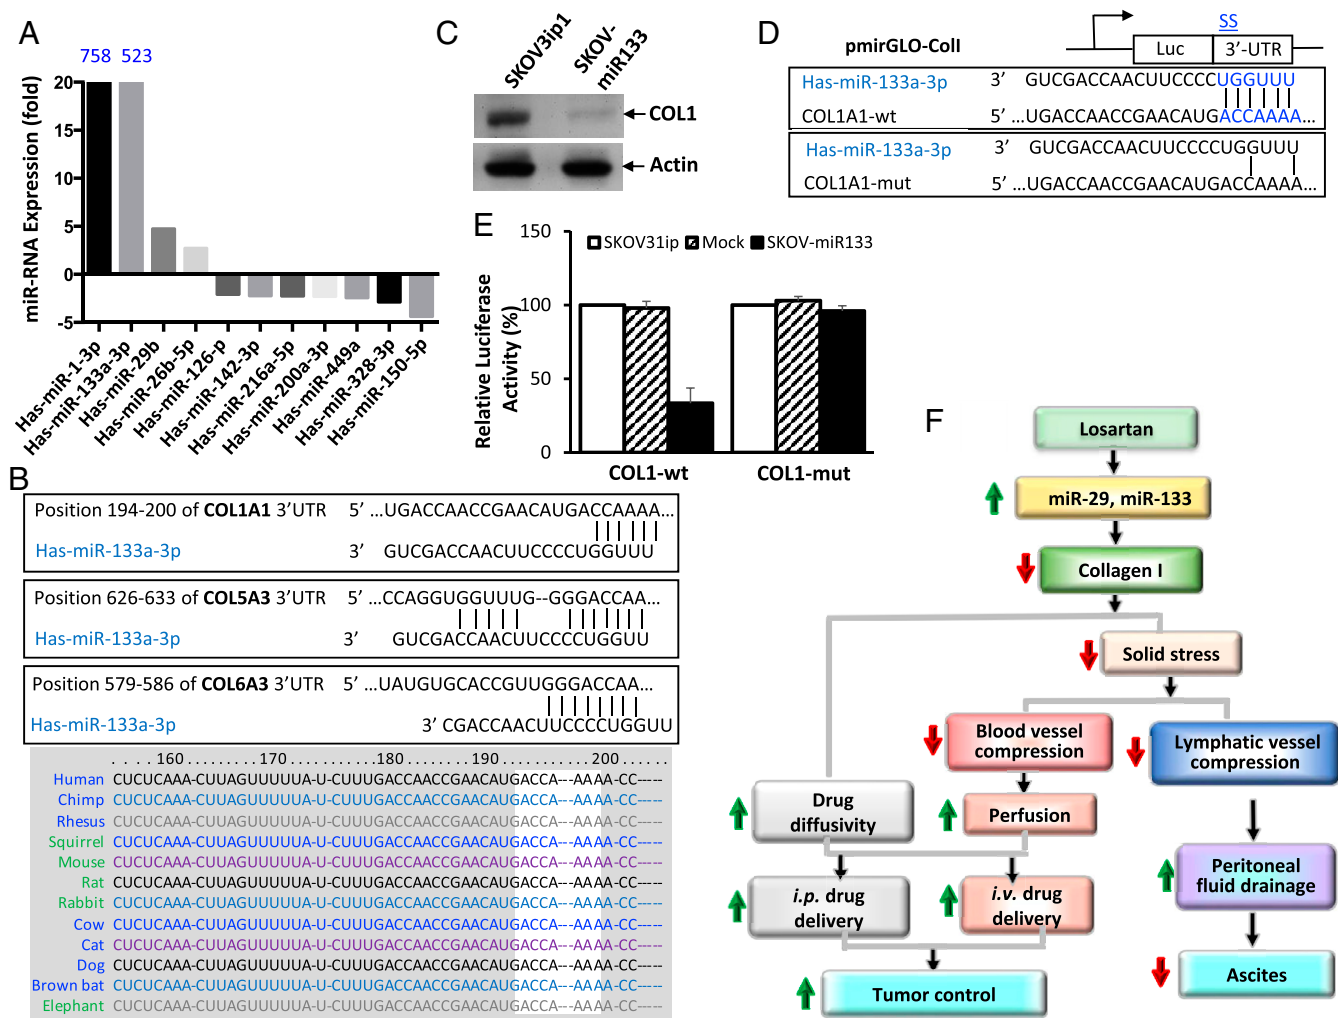 A
758 523
miR-RNA Expression (fold)
20
15
10
5
0
-5
Has-miR-1-3p
Has-miR-133a-3p
Has-miR-29b
Has-miR-26b-5p
Has-miR-126-p
Has-miR-142-3p
Has-miR-216a-5p
Has-miR-200a-3p
Has-miR-449a
Has-miR-328-3p
Has-miR-150-5p
B
Position 194-200 of COL1A1 3’UTR 5’ ...UGACCAACCGAACAUGACCAAAA...
Has-miR-133a-3p 3’ GUCGACCAACUUCCCCUGGUUU
Position 626-633 of COL5A3 3’UTR 5’ ...CCAGGUGGUUUG--GGGACCAA...
Has-miR-133a-3p 3’ GUCGACCAACUUCCCCUGGUU
Position 579-586 of COL6A3 3’UTR 5’ ...UAUGUGCACCGUUGGGACCAA...
Has-miR-133a-3p 3’ CGACCAACUUCCCCUGGUU
. . . . 160 . . . . . . . . 170 . . . . . . . . 180 . . . . . . . 190 . . . . . . . 200 . . . . .
Human CUCUCAAA-CUUAGUUUUUA-U-CUUUGACCAACCGAACAUGACCA---AAAA-CC-----
Chimp CUCUCAAA-CUUAGUUUUUA-U-CUUUGACCAACCGAACAUGACCA---AAAA-CC-----
Rhesus CUCUCAAA-CUUAGUUUUUA-U-CUUUGACCAACCGAACAUGACCA---AAAA-CC-----
Squirrel CUCUCAAA-CUUAGUUUUUA-U-CUUUGACCAACCGAACAUGACCA---AAAA-CC-----
Mouse CUCUCAAA-CUUAGUUUUUA-U-CUUUGACCAACCGAACAUGACCA---AAAA-CC-----
Rat CUCUCAAA-CUUAGUUUUUA-U-CUUUGACCAACCGAACAUGACCA---AAAA-CC-----
Rabbit CUCUCAAA-CUUAGUUUUUA-U-CUUUGACCAACCGAACAUGACCA---AAAA-CC-----
Cow CUCUCAAA-CUUAGUUUUUA-U-CUUUGACCAACCGAACAUGACCA---AAAA-CC-----
Cat CUCUCAAA-CUUAGUUUUUA-U-CUUUGACCAACCGAACAUGACCA---AAAA-CC-----
Dog CUCUCAAA-CUUAGUUUUUA-U-CUUUGACCAACCGAACAUGACCA---AAAA-CC-----
Brown bat CUCUCAAA-CUUAGUUUUUA-U-CUUUGACCAACCGAACAUGACCA---AAAA-CC-----
Elephant CUCUCAAA-CUUAGUUUUUA-U-CUUUGACCAACCGAACAUGACCA---AAAA-CC-----
C
SKOV3ip1
SKOV-
miR133
COL1
Actin
D
pmirGLO-ColI
SS
Luc 3’-UTR
Has-miR-133a-3p 3’ GUCGACCAACUUCCCCUGGUUU
COL1A1-wt 5’ ...UGACCAACCGAACAUGACCAAAA...
Has-miR-133a-3p 3’ GUCGACCAACUUCCCCUGGUUU
COL1A1-mut 5’ ...UGACCAACCGAACAUGACCAAAA...
E
Relative Luciferase
Activity (%)
150
100
50
0
SKOV31ip Mock SKOV-miR133
COL1-wt COL1-mut
F
Losartan
miR-29, miR-133
Collagen I
Solid stress
Blood vessel
compression
Lymphatic vessel
compression
Drug
diffusivity
Perfusion
i.p. drug
delivery
i.v. drug
delivery
Peritoneal
fluid drainage
Tumor control
Ascites